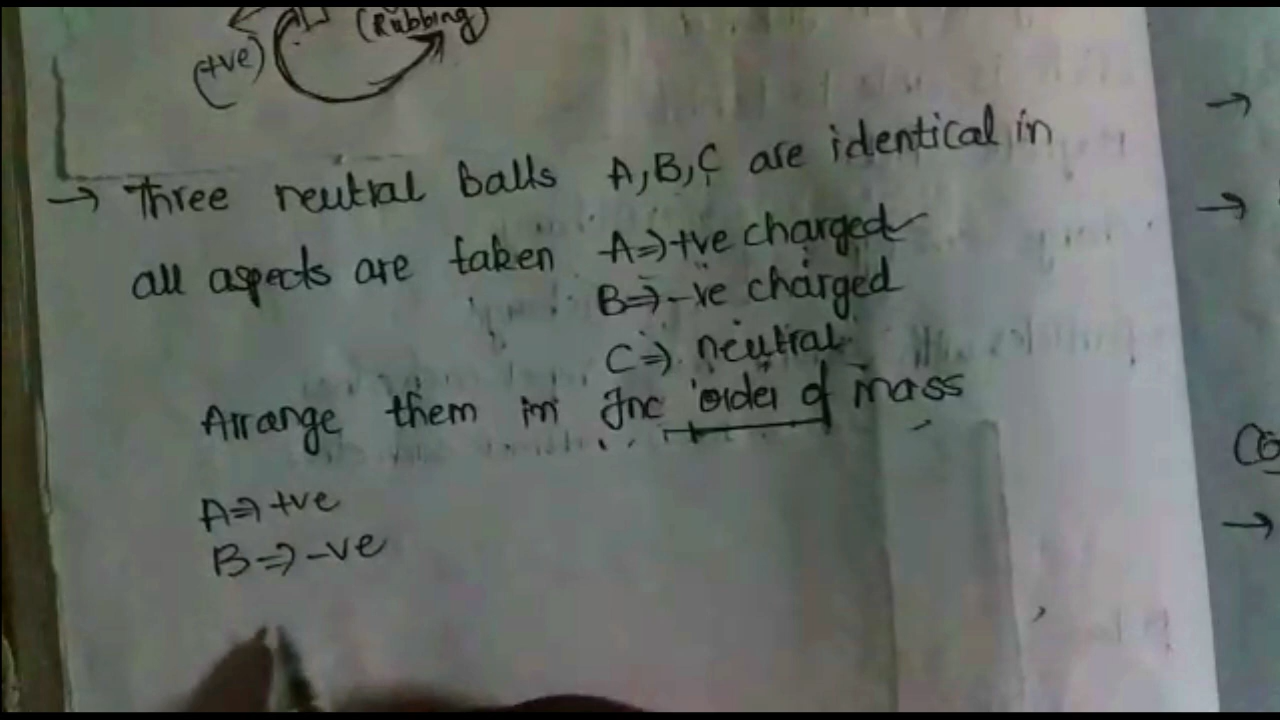 (Rubbing)
(+ve)
→ Three neutral balls A, B, C are identical in
all aspects are taken A⇒ +ve charged
B⇒ -ve charged
C⇒ neutral
Arrange them in Inc order of mass
A⇒ +ve
B⇒ -ve